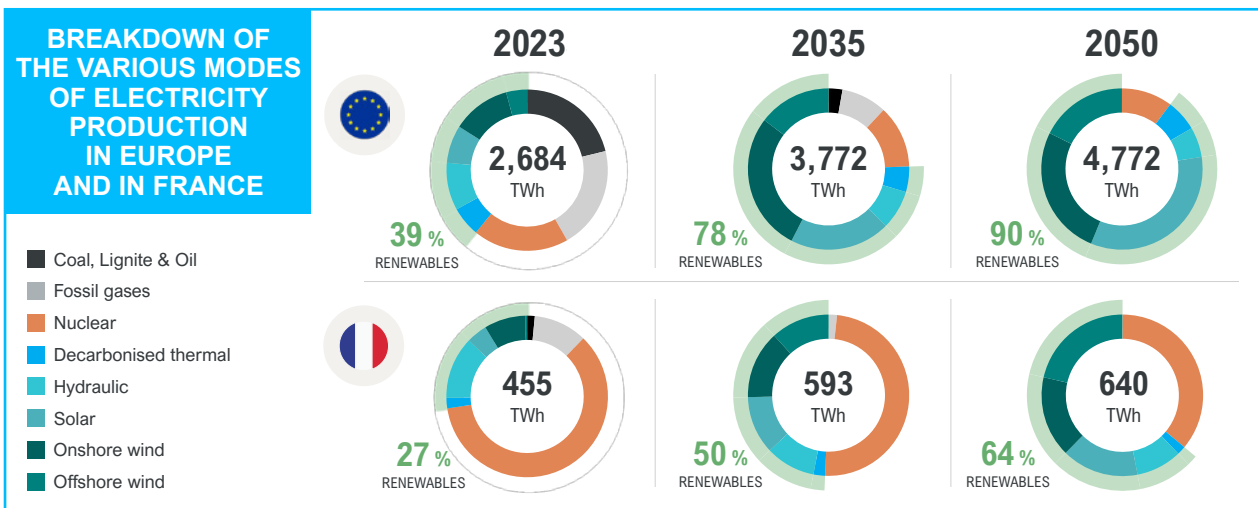 BREAKDOWN OF
THE VARIOUS MODES
OF ELECTRICITY
PRODUCTION
IN EUROPE
AND IN FRANCE
Coal, Lignite & Oil
Fossil gases
Nuclear
Decarbonised thermal
Hydraulic
Solar
Onshore wind
Offshore wind
2023
2035
2050
2,684
TWh
39 %
RENEWABLES
3,772
TWh
78 %
RENEWABLES
4,772
TWh
90 %
RENEWABLES
455
TWh
27 %
RENEWABLES
593
TWh
50 %
RENEWABLES
640
TWh
64 %
RENEWABLES